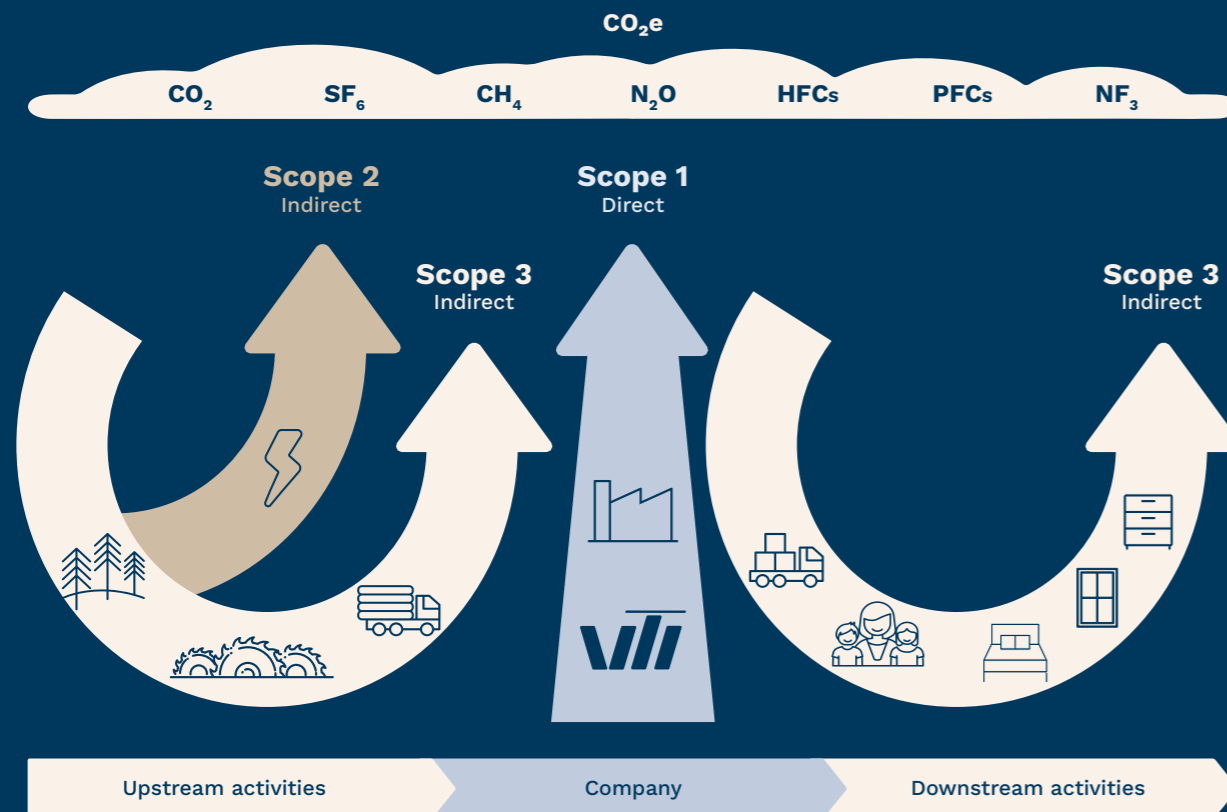 CO₂e
CO₂ SF₆ CH₄ N₂O HFCs PFCs NF₃
Scope 2
Indirect
Scope 1
Direct
Scope 3
Indirect
Scope 3
Indirect
Upstream activities
Company
Downstream activities